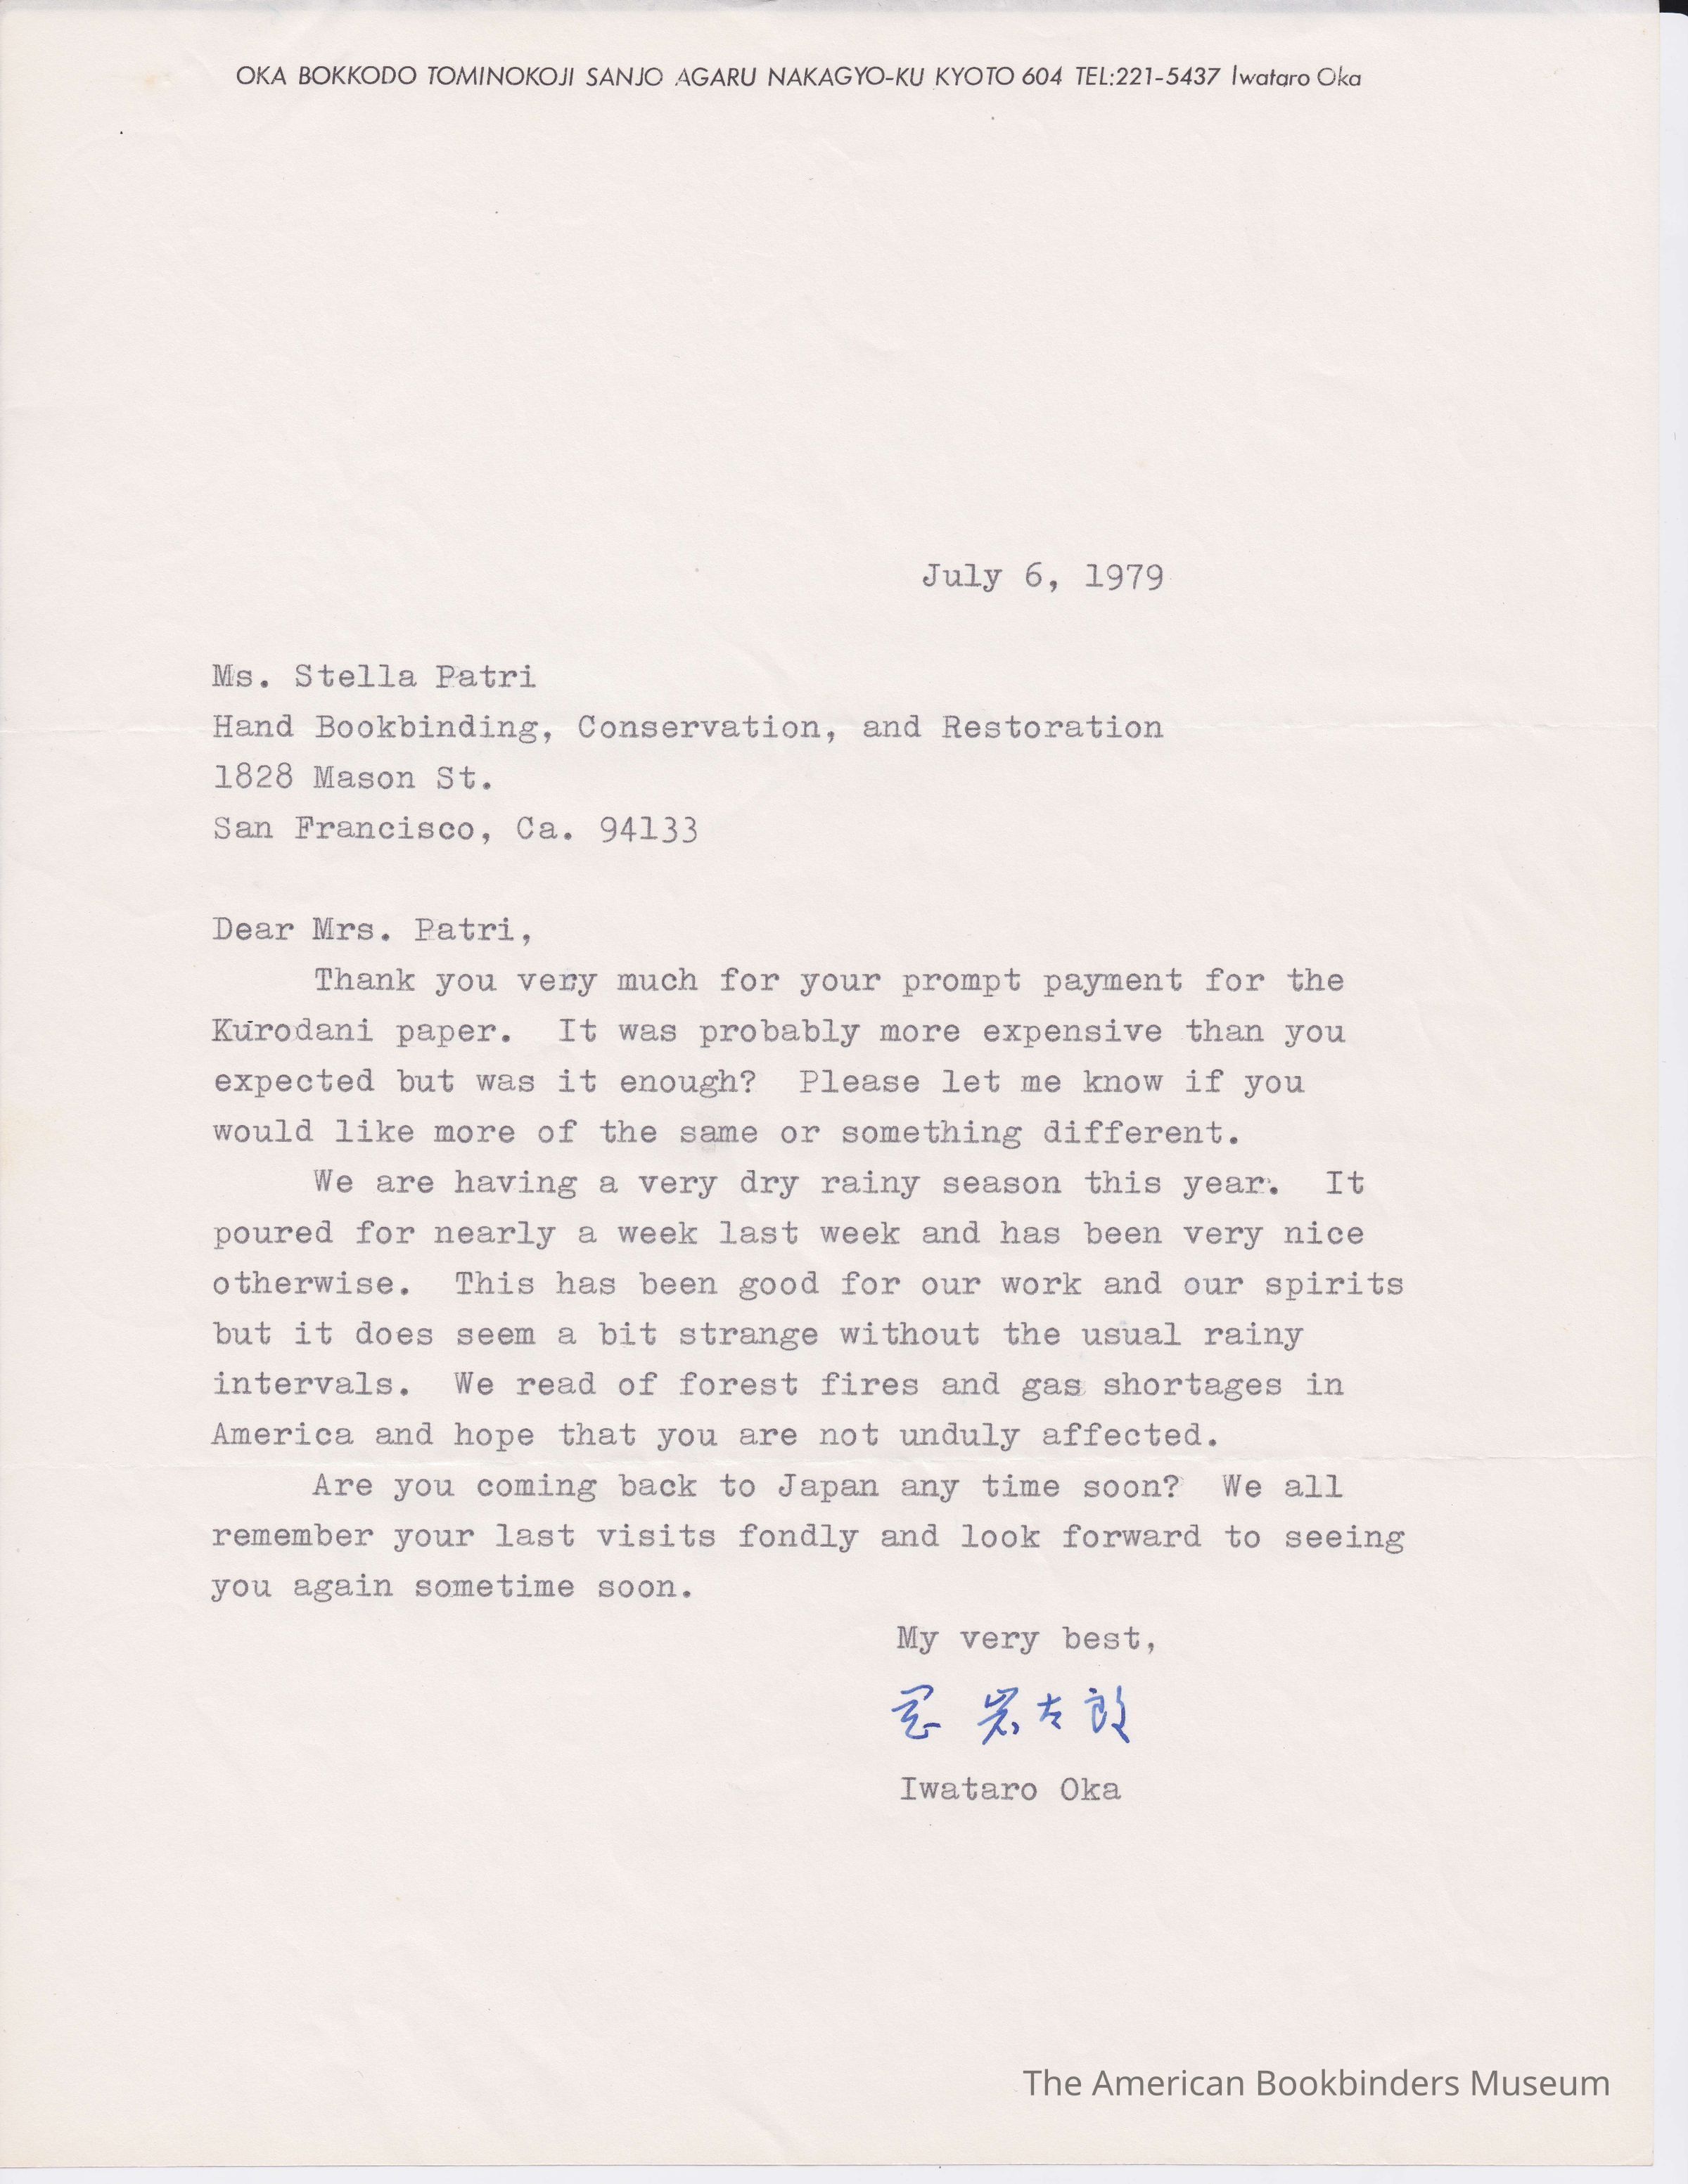 OKA BOKKODO TOMINOKOJI SANJO AGARU NAKAGYO-KU KYOTO 604 TEL:221-5437 Iwataro Oka
July 6, 1979
Ms. Stella Patri
Hand Bookbinding, Conservation, and Restoration
1828 Mason St.
San Francisco, Ca. 94133
Dear Mrs. Patri,
Thank you very much for your prompt payment for the
Kurodani paper. It was probably more expensive than you
expected but was it enough? Please let me know if you
would like more of the same or something different.
We are having a very dry rainy season this year. It
poured for nearly a week last week and has been very nice
otherwise. This has been good for our work and our spirits
but it does seem a bit strange without the usual rainy
intervals. We read of forest fires and gas shortages in
America and hope that you are not unduly affected.
Are you coming back to Japan any time soon? We all
remember your last visits fondly and look forward to seeing
you again sometime soon.
My very best,
岡 岩太郎
Iwataro Oka
The American Bookbinders Museum